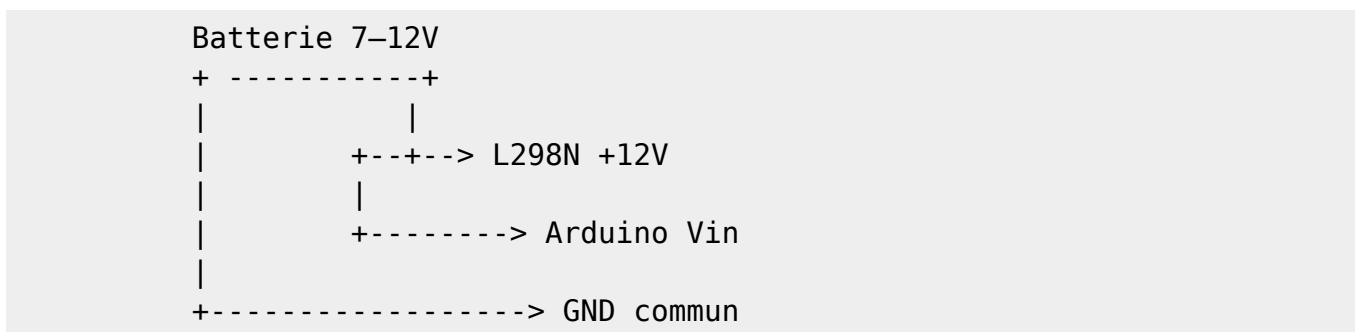 Batterie 7–12V
+ -----------+
|           |
|        +--+--> L298N +12V
|        |
|        +--------> Arduino Vin
|
+------------------> GND commun